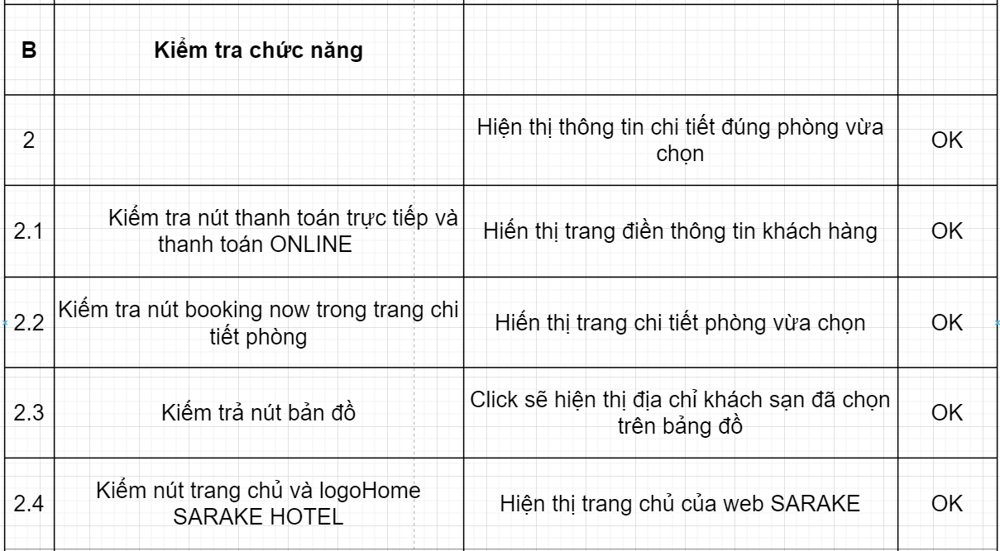 B
Kiểm tra chức năng
2
Hiện thị thông tin chi tiết đúng phòng vừa
chọn
OK
2.1
Kiểm tra nút thanh toán trực tiếp và
thanh toán ONLINE
Hiển thị trang điền thông tin khách hàng
OK
2.2
Kiểm tra nút booking now trong trang chi
tiết phòng
Hiển thị trang chi tiết phòng vừa chọn
OK
2.3
Kiểm trả nút bản đồ
Click sẽ hiện thị địa chỉ khách sạn đã chọn
trên bảng đồ
OK
2.4
Kiểm nút trang chủ và logoHome
SARAKE HOTEL
Hiện thị trang chủ của web SARAKE
OK